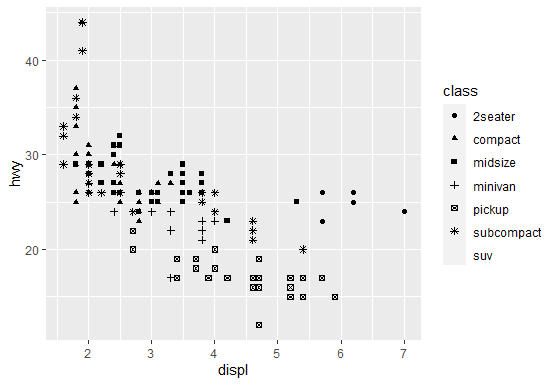 40
30
20
hwy
2 3 4 5 6 7
displ
class
2seater
compact
midsize
minivan
pickup
subcompact
suv